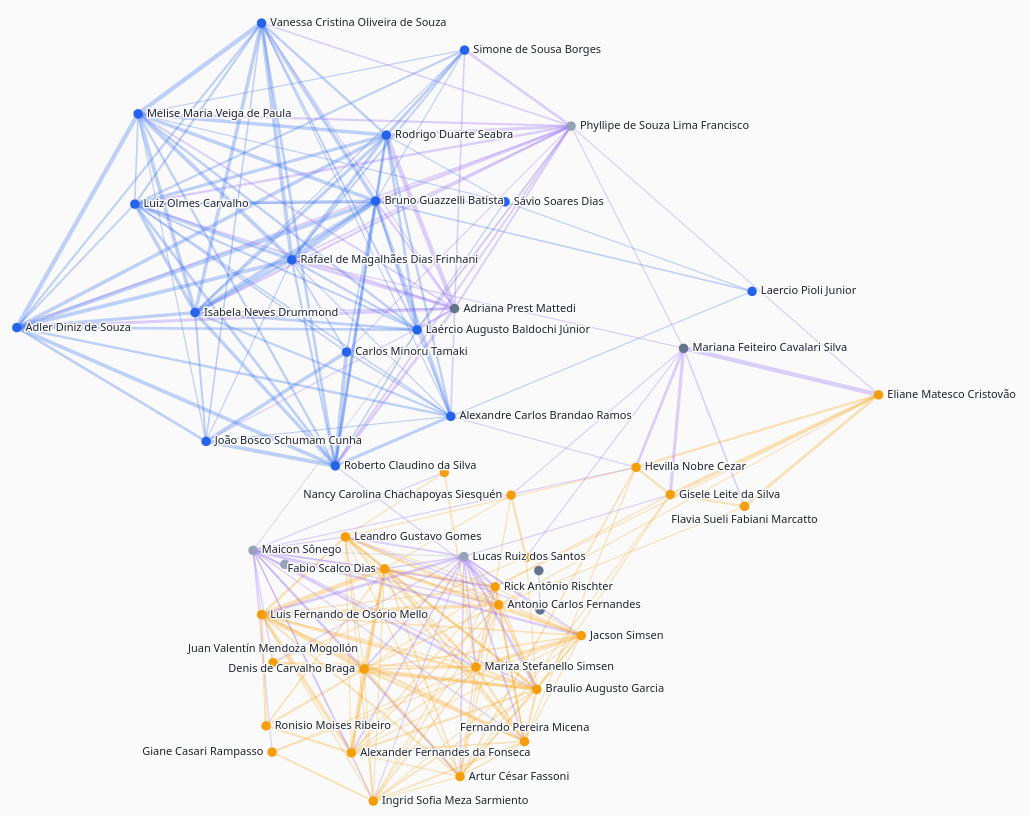 Vanessa Cristina Oliveira de Souza
Simone de Sousa Borges
Melise Maria Veiga de Paula
Phyllipe de Souza Lima Francisco
Rodrigo Duarte Seabra
Luiz Olmes Carvalho
Bruno Guazzelli Batista
Sávio Soares Dias
Rafael de Magalhães Dias Frinhani
Laercio Pioli Junior
Adriana Prest Mattedi
Isabela Neves Drummond
Adler Diniz de Souza
Laércio Augusto Baldochi Júnior
Mariana Feiteiro Cavalari Silva
Carlos Minoru Tamaki
Eliane Matesco Cristovão
Alexandre Carlos Brandao Ramos
João Bosco Schumam Cunha
Roberto Claudino da Silva
Hevilla Nobre Cezar
Nancy Carolina Chachapoyas Siesquén
Gisele Leite da Silva
Flavia Sueli Fabiani Marcatto
Leandro Gustavo Gomes
Maicon Sônego
Lucas Ruiz dos Santos
Fabio Scalco Dias
Rick Antônio Rischter
Antonio Carlos Fernandes
Luis Fernando de Osório Mello
Jacson Simsen
Juan Valentín Mendoza Mogollón
Denis de Carvalho Braga
Mariza Stefanello Simsen
Braulio Augusto Garcia
Ronisio Moises Ribeiro
Fernando Pereira Micena
Giane Casari Rampasso
Alexander Fernandes da Fonseca
Artur César Fassoni
Ingrid Sofia Meza Sarmiento